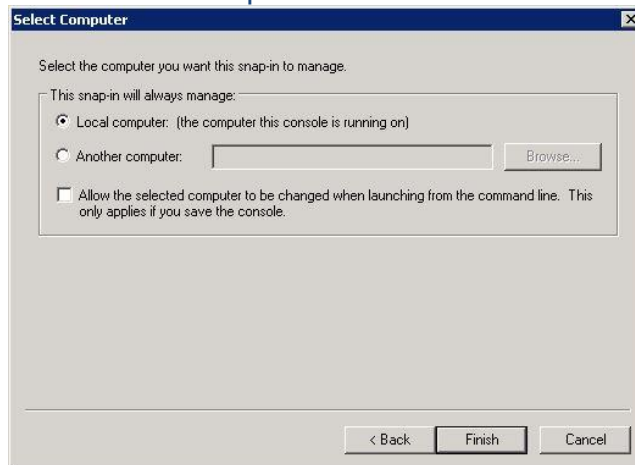 Select Computer
Select the computer you want this snap-in to manage.
This snap-in will always manage:
Local computer: (the computer this console is running on)
Another computer:
Browse...
Allow the selected computer to be changed when launching from the command line. This
only applies if you save the console.
< Back Finish Cancel